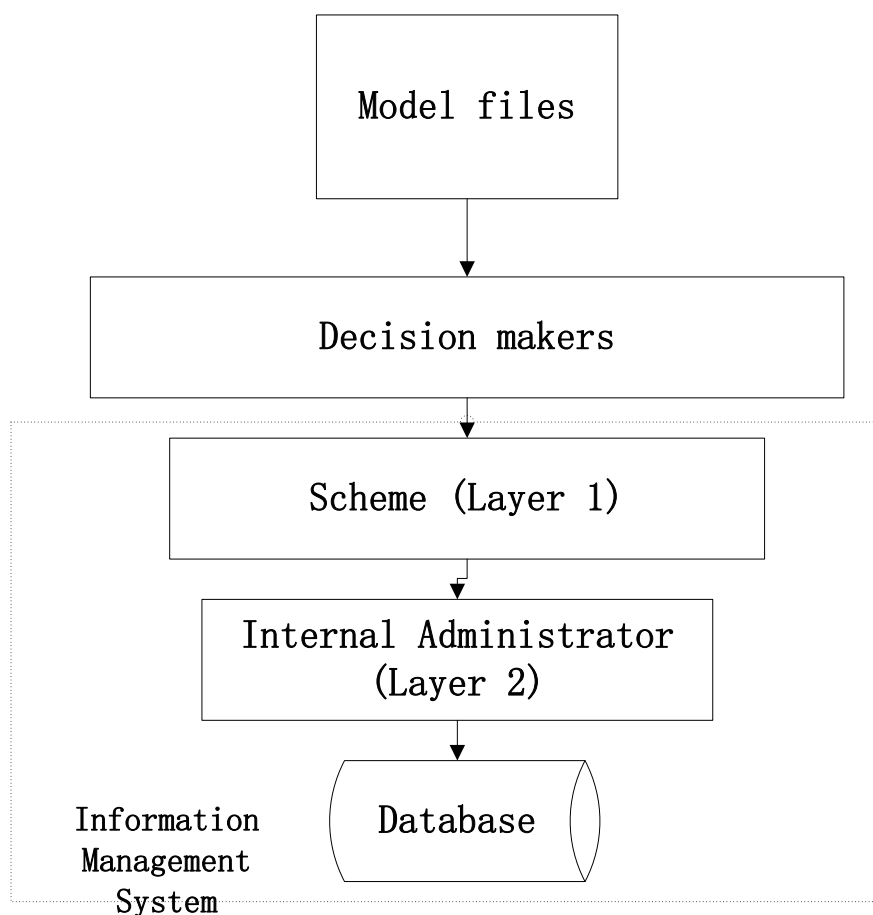 Model files
Decision makers
Scheme (Layer 1)
Internal Administrator
(Layer 2)
Database
Information
Management
System